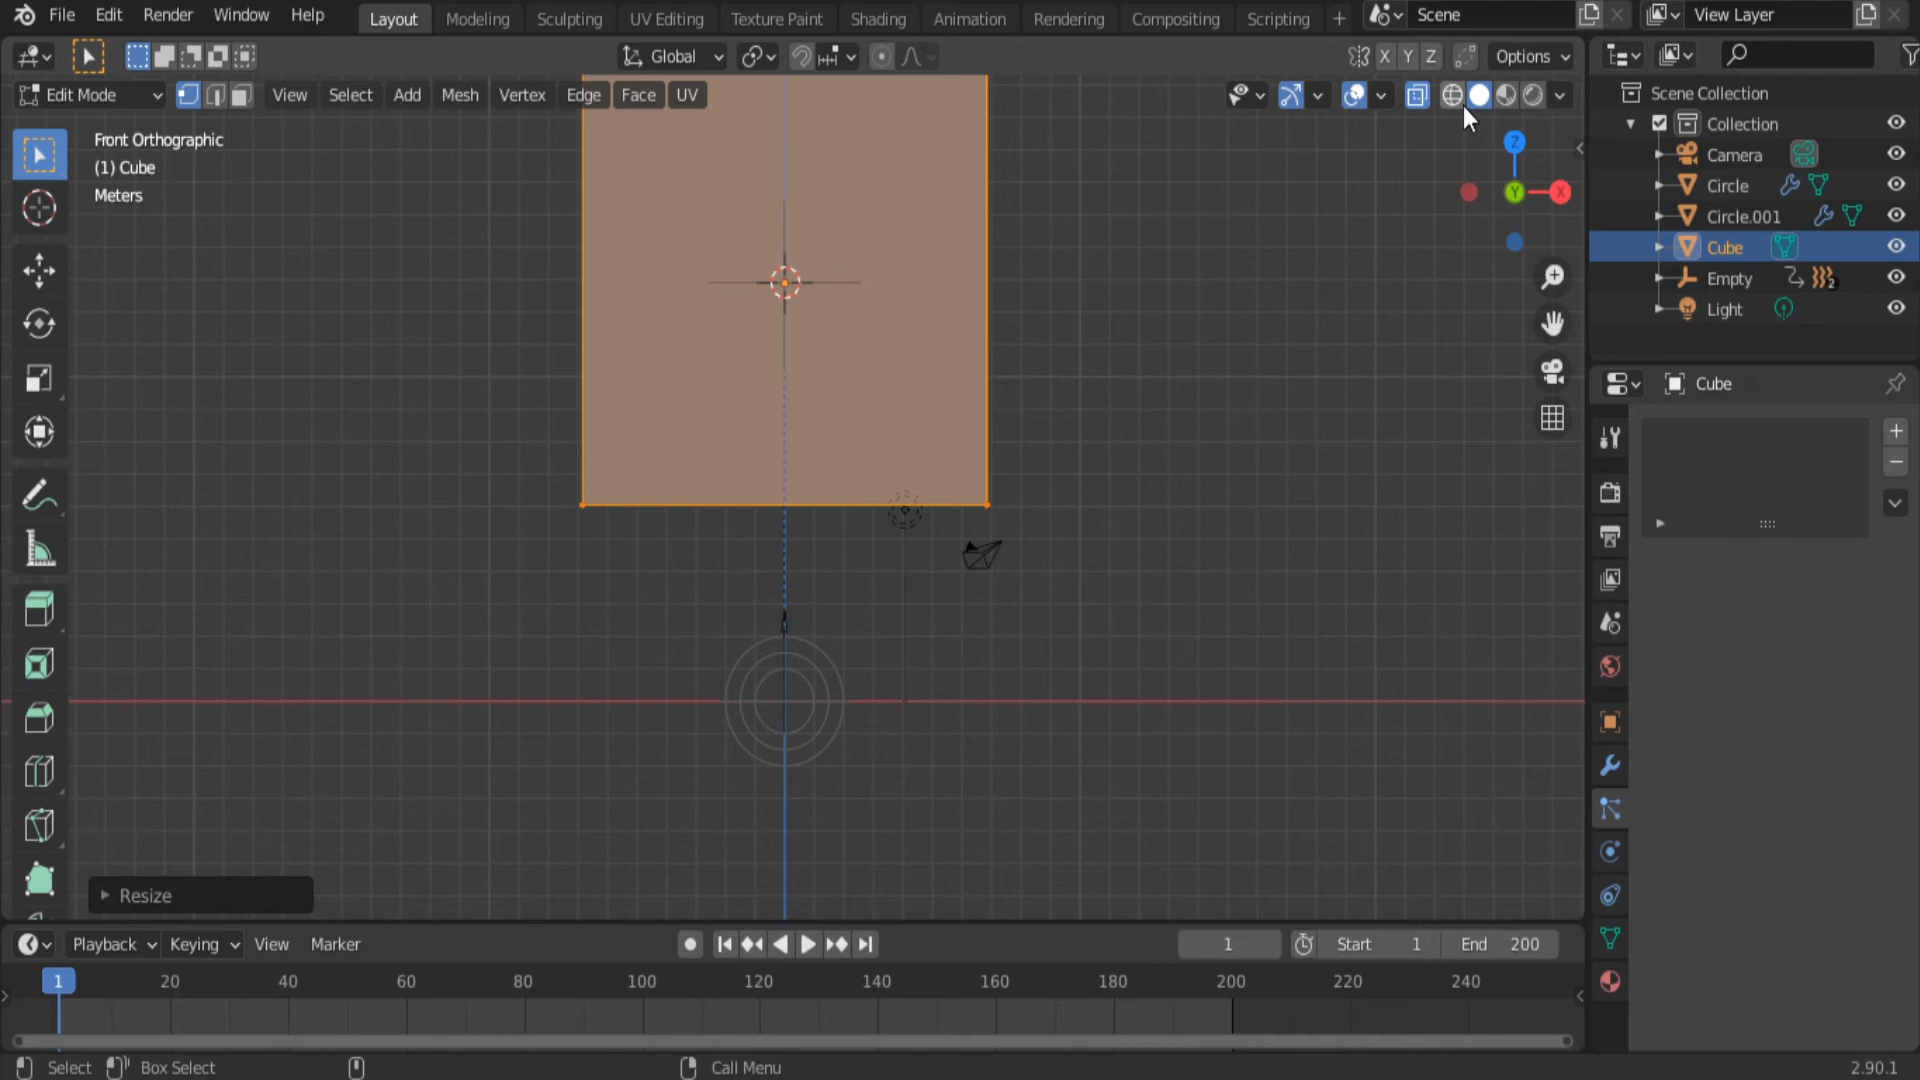 File Edit Render Window Help Layout Modeling Sculpting UV Editing Texture Paint Shading Animation Rendering Compositing Scripting + Scene View Layer
Global X Y Z Options
Edit Mode View Select Add Mesh Vertex Edge Face UV
Scene Collection
Collection
Camera
Circle
Circle.001
Cube
Empty 2
Light
Front Orthographic
(1) Cube
Meters
Z
Y X
Cube
Resize
Playback Keying View Marker 1 Start 1 End 200
1 20 40 60 80 100 120 140 160 180 200 220 240
Select Box Select Call Menu 2.90.1